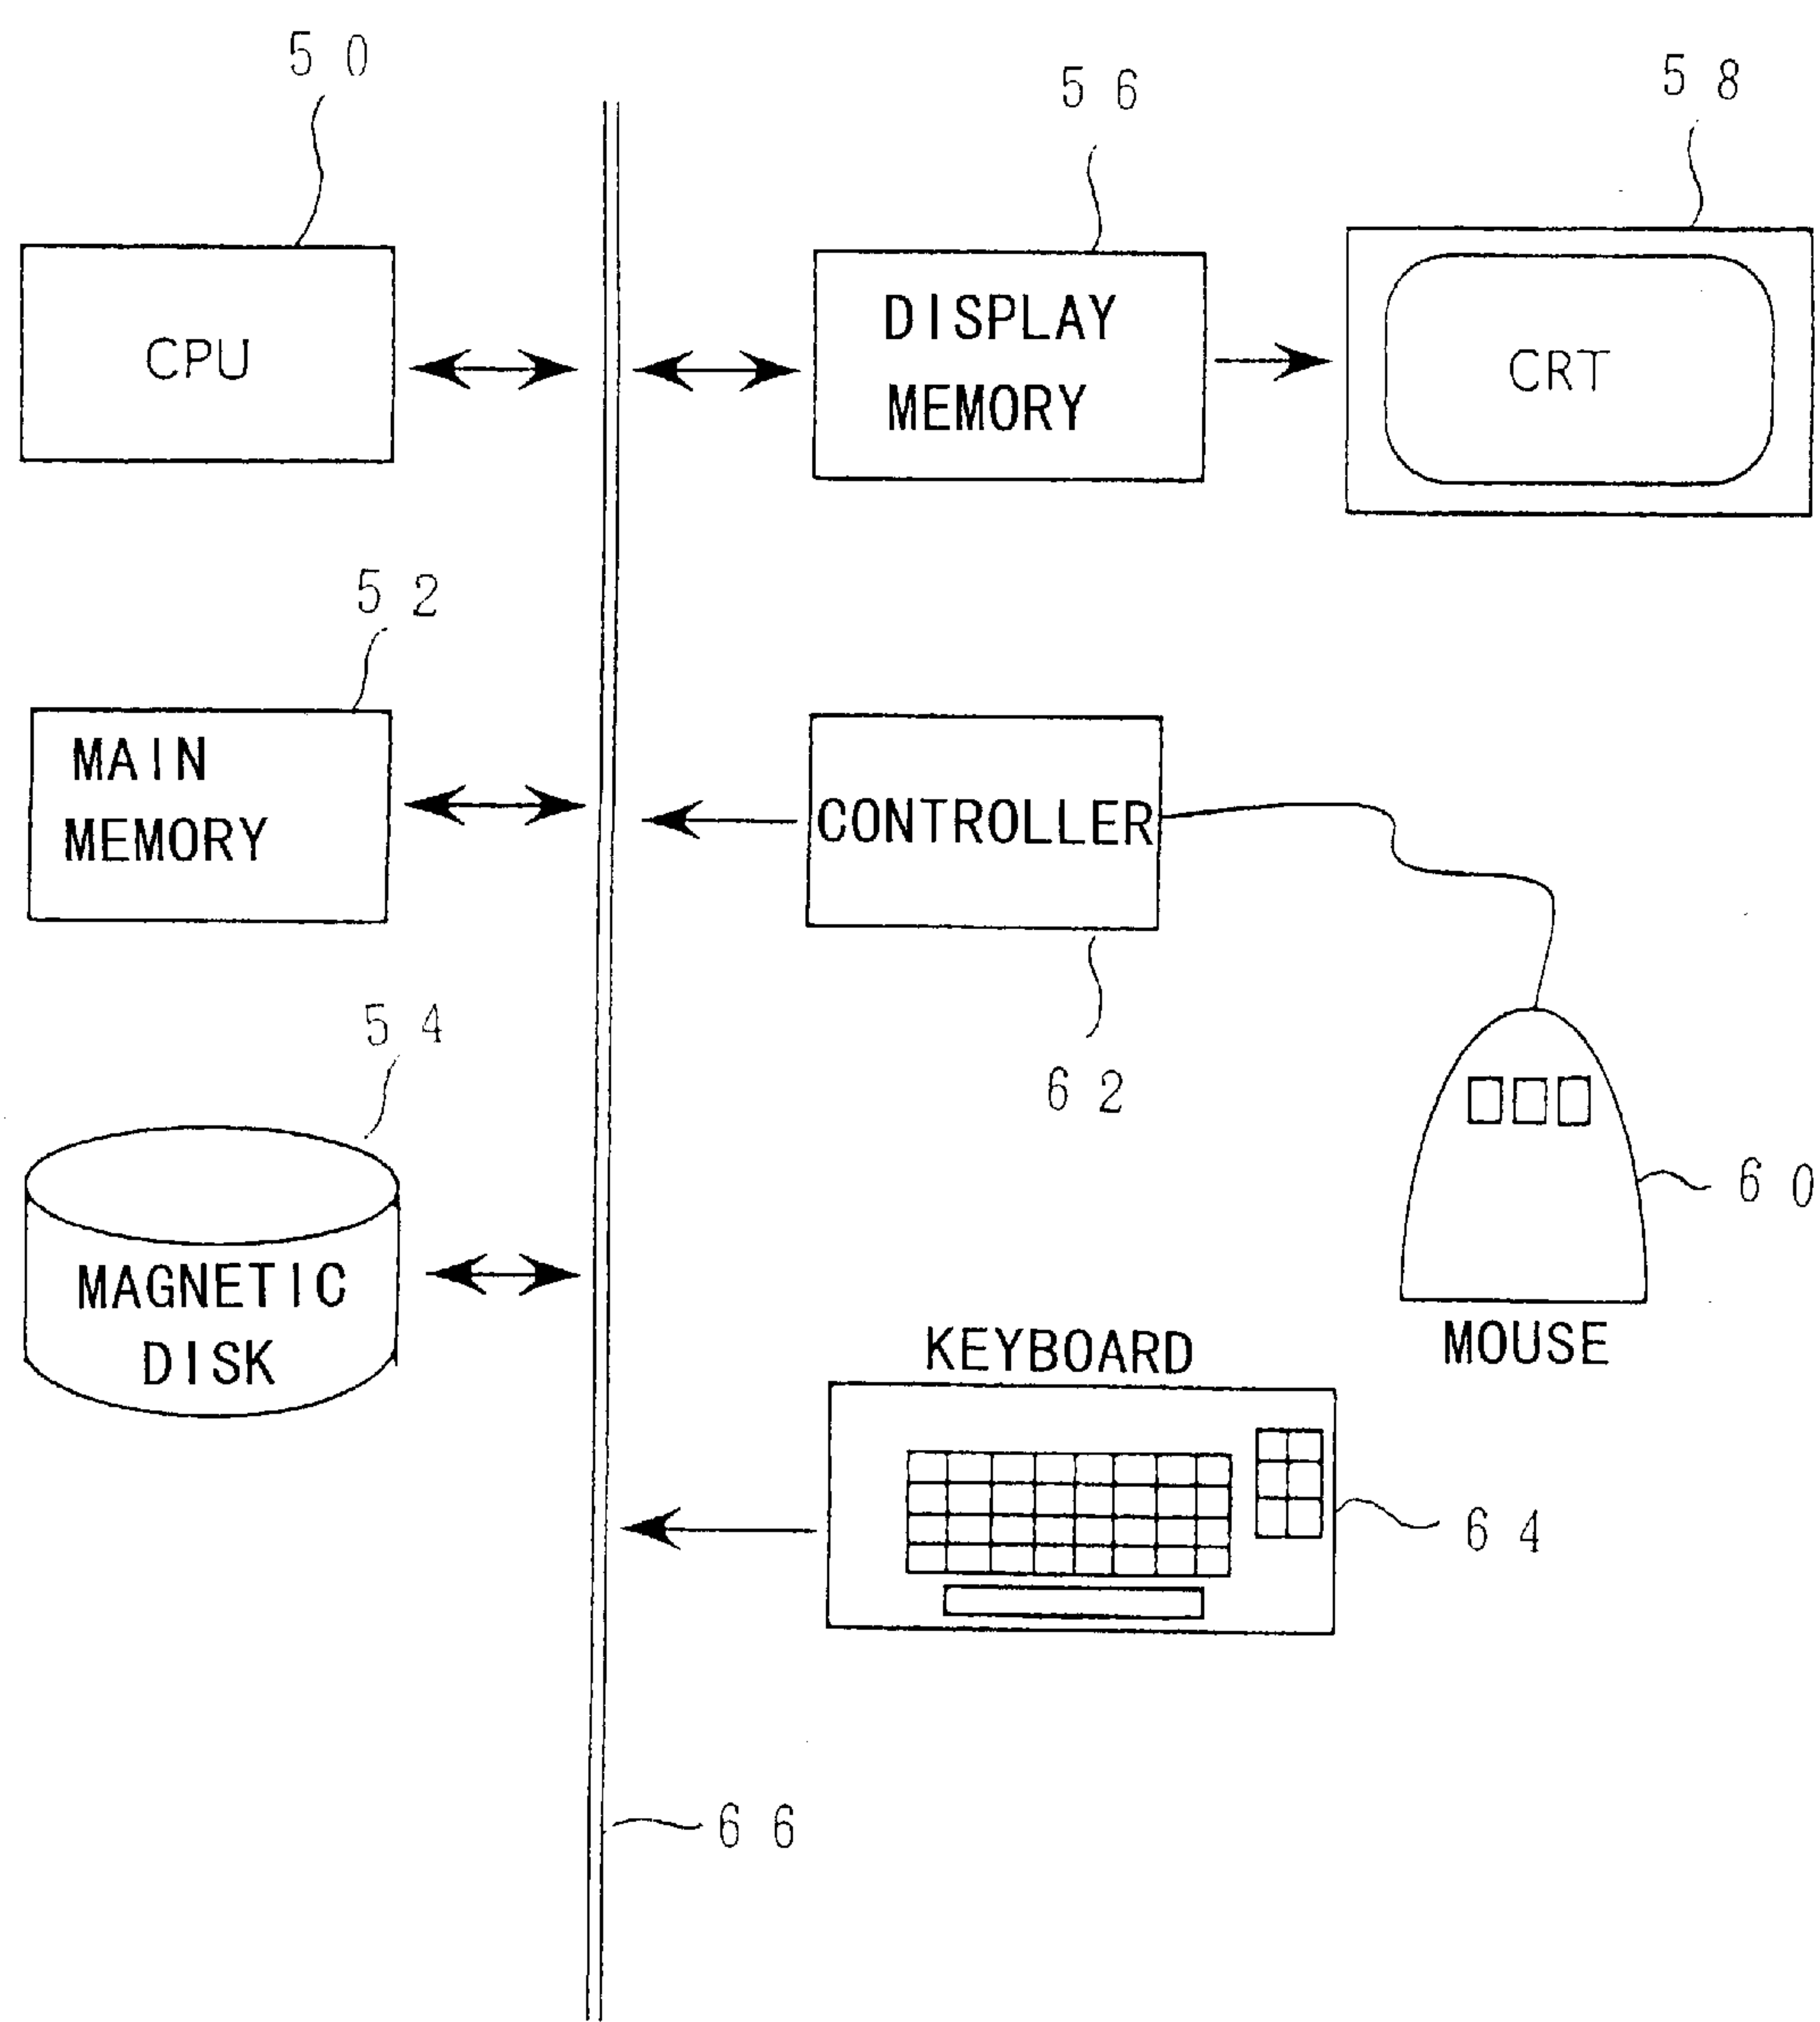 50
56
58
CPU
DISPLAY
MEMORY
CRT
52
MAIN
MEMORY
CONTROLLER
54
62
60
MAGNETIC
DISK
MOUSE
KEYBOARD
64
66